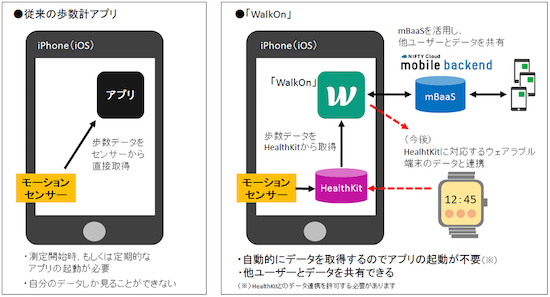 ●従来の歩数計アプリ
iPhone(iOS)
アプリ
歩数データを
センサーから
直接取得
モーション
センサー
・測定開始時、もしくは定期的な
アプリの起動が必要
・自分のデータしか見ることができない
●「WalkOn」
iPhone(iOS)
「WalkOn」
w
歩数データを
HealthKitから取得
モーション
センサー
HealthKit
mBaaSを活用し、
他ユーザーとデータを共有
NIFTY Cloud
mobile backend
mBaaS
（今後）
HealhtKitに対応するウェアラブル
端末のデータと連携
12:45
・自動的にデータを取得するのでアプリの起動が不要(※)
・他ユーザーとデータを共有できる
(※)HealthKitとのデータ連携を許可する必要があります